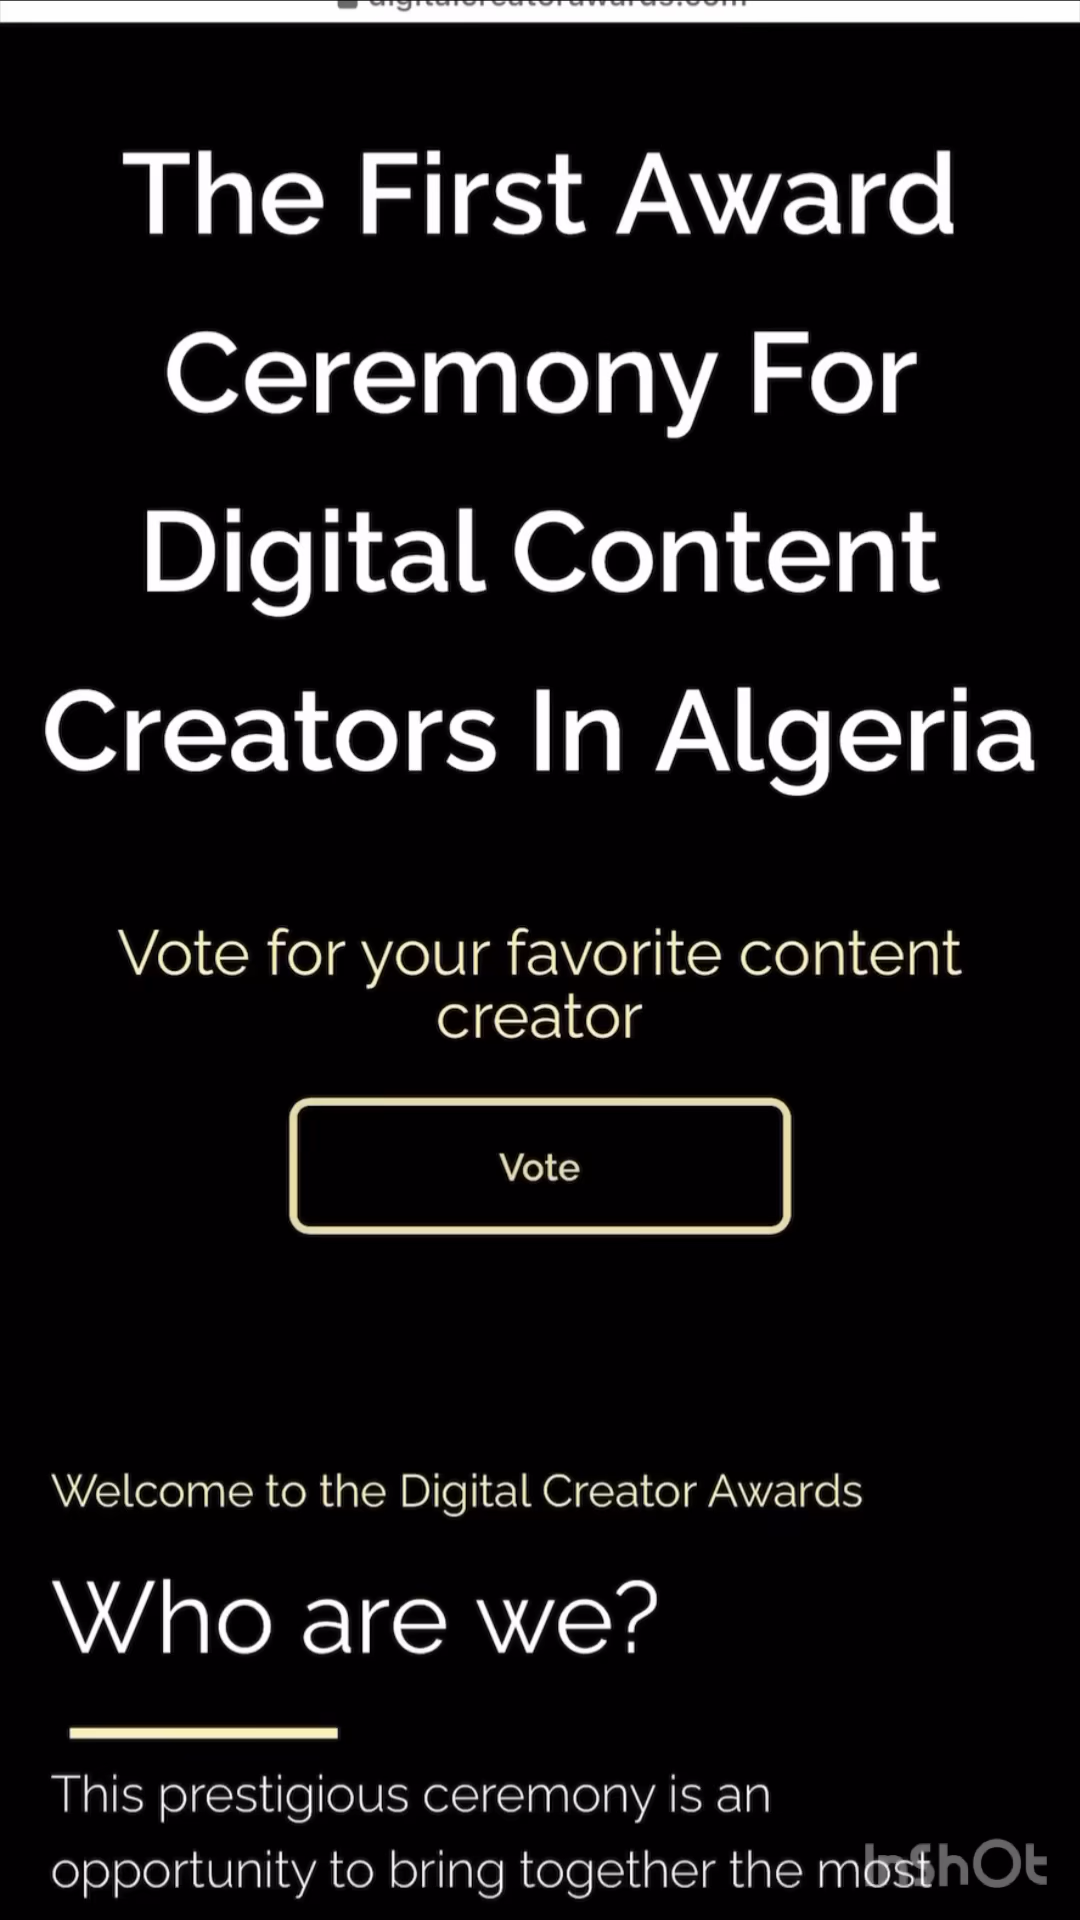 digitalcreatorawards.com
The First Award
Ceremony For
Digital Content
Creators In Algeria
Vote for your favorite content
creator
Vote
Welcome to the Digital Creator Awards
Who are we?
This prestigious ceremony is an
opportunity to bring together the most
InShOt